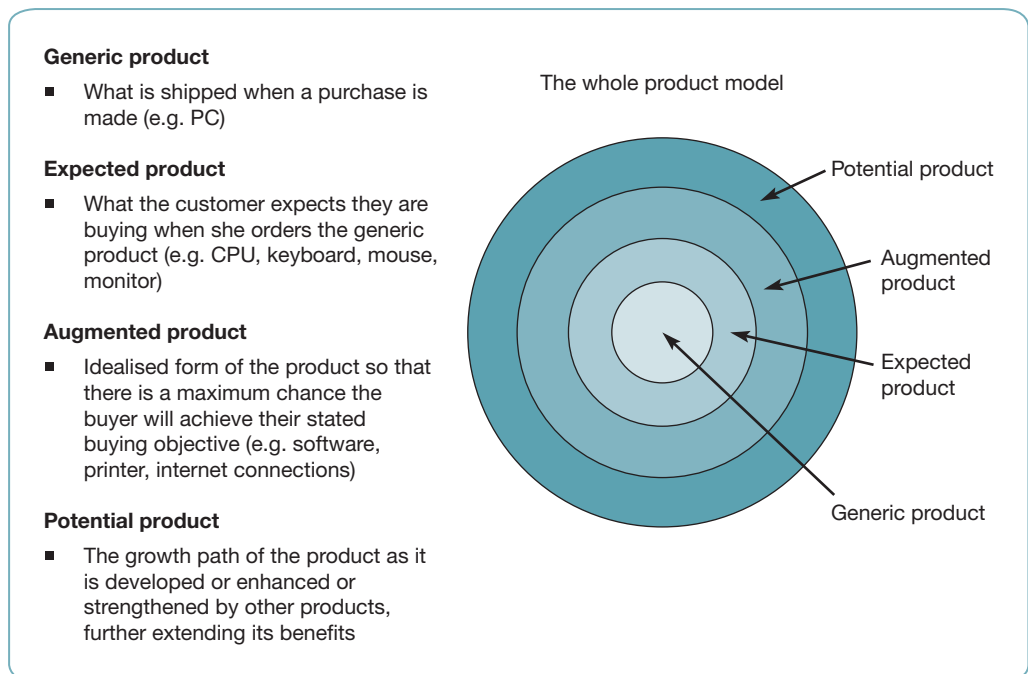 Generic product
■ What is shipped when a purchase is
made (e.g. PC)
Expected product
■ What the customer expects they are
buying when she orders the generic
product (e.g. CPU, keyboard, mouse,
monitor)
Augmented product
■ Idealised form of the product so that
there is a maximum chance the
buyer will achieve their stated
buying objective (e.g. software,
printer, internet connections)
Potential product
■ The growth path of the product as it
is developed or enhanced or
strengthened by other products,
further extending its benefits
The whole product model
Potential product
Augmented
product
Expected
product
Generic product